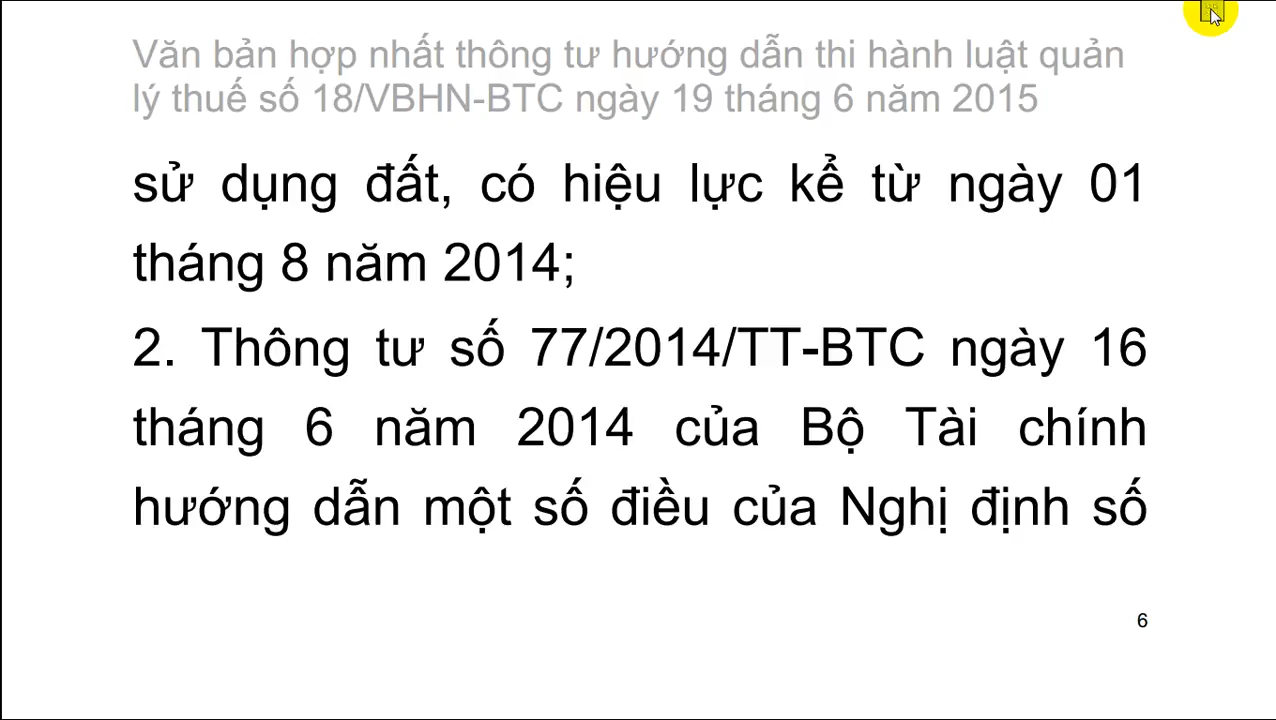 Văn bản hợp nhất thông tư hướng dẫn thi hành luật quản
lý thuế số 18/VBHN-BTC ngày 19 tháng 6 năm 2015
sử dụng đất, có hiệu lực kể từ ngày 01
tháng 8 năm 2014;
2. Thông tư số 77/2014/TT-BTC ngày 16
tháng 6 năm 2014 của Bộ Tài chính
hướng dẫn một số điều của Nghị định số
6